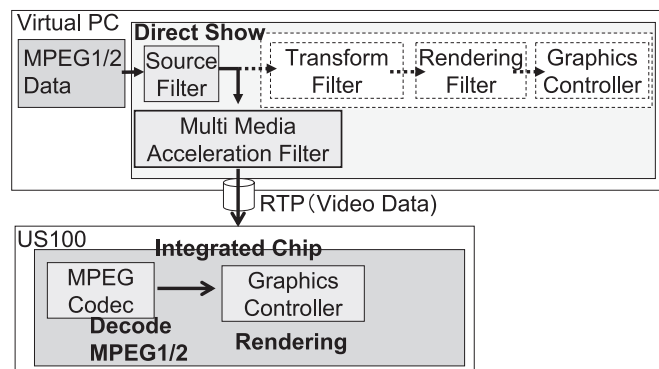 Virtual PC
Direct Show
MPEG1/2
Data
Source
Filter
Transform
Filter
Rendering
Filter
Graphics
Controller
Multi Media
Acceleration Filter
RTP(Video Data)
US100
Integrated Chip
MPEG
Codec
Graphics
Controller
Decode
MPEG1/2
Rendering